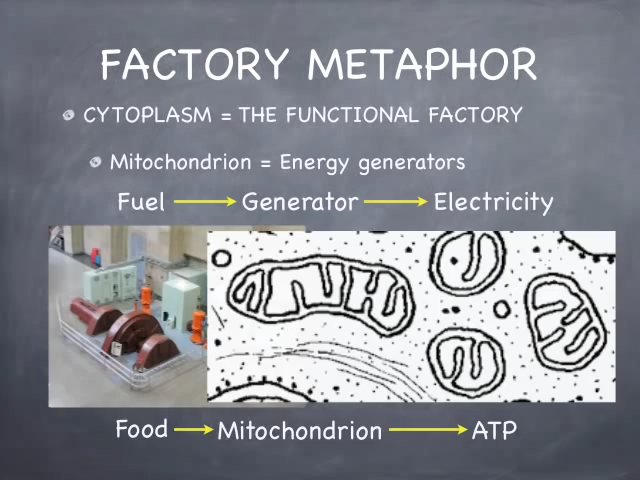 FACTORY METAPHOR
CYTOPLASM = THE FUNCTIONAL FACTORY
Mitochondrion = Energy generators
Fuel → Generator → Electricity
Food → Mitochondrion → ATP